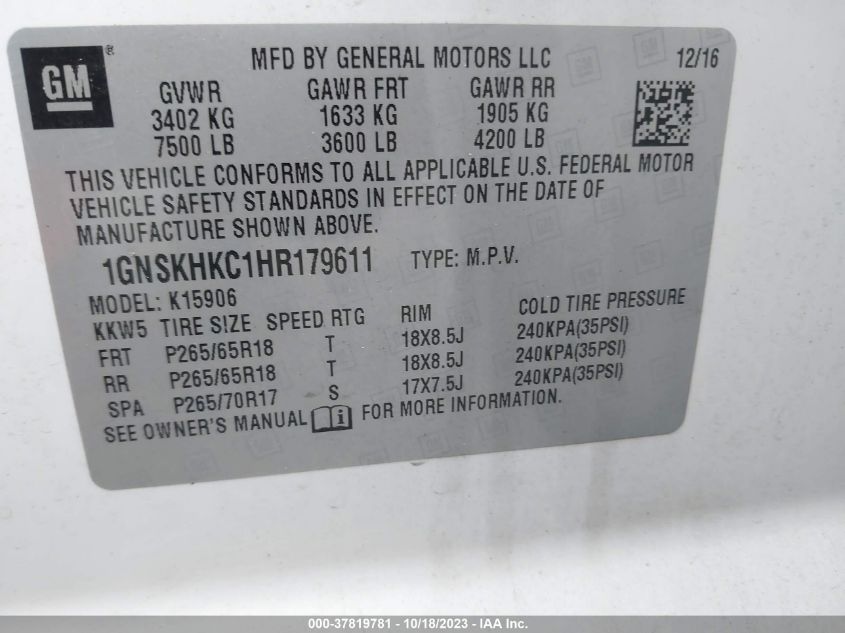 GM ®
MFD BY GENERAL MOTORS LLC 12/16
GVWR GAWR FRT GAWR RR
3402 KG 1633 KG 1905 KG
7500 LB 3600 LB 4200 LB
THIS VEHICLE CONFORMS TO ALL APPLICABLE U.S. FEDERAL MOTOR
VEHICLE SAFETY STANDARDS IN EFFECT ON THE DATE OF
MANUFACTURE SHOWN ABOVE.
1GNSKHKC1HR179611 TYPE: M.P.V.
MODEL: K15906
KKW5 TIRE SIZE SPEED RTG RIM COLD TIRE PRESSURE
FRT P265/65R18 T 18X8.5J 240KPA(35PSI)
RR P265/65R18 T 18X8.5J 240KPA(35PSI)
SPA P265/70R17 S 17X7.5J 240KPA(35PSI)
SEE OWNER'S MANUAL i FOR MORE INFORMATION.
000-37819781 - 10/18/2023 - IAA Inc.